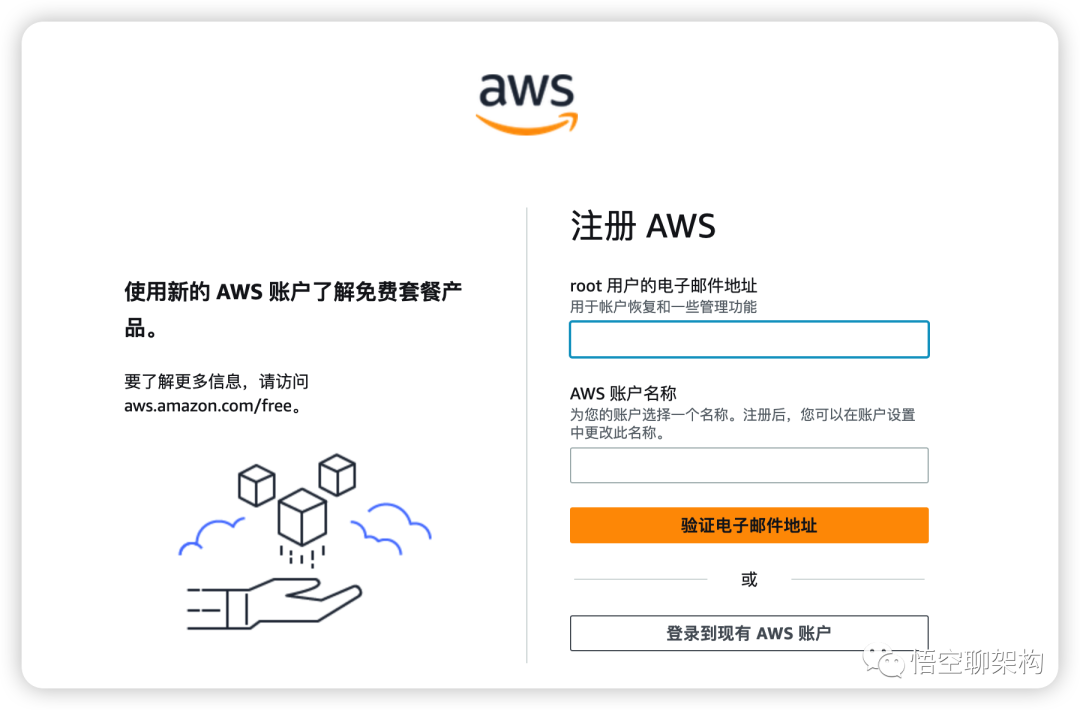 aws
使用新的 AWS 账户了解免费套餐产
品。
要了解更多信息，请访问
aws.amazon.com/free。
注册 AWS
root 用户的电子邮件地址
用于帐户恢复和一些管理功能
AWS 账户名称
为您的账户选择一个名称。注册后，您可以在账户设置
中更改此名称。
验证电子邮件地址
或
登录到现有 AWS 账户
悟空聊架构